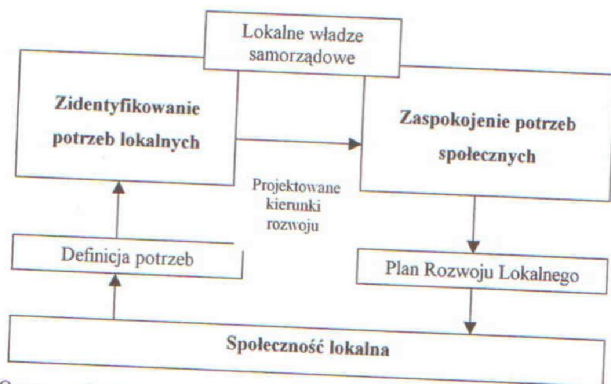 Lokalne władze
samorządowe
Zidentyfikowanie
potrzeb lokalnych
Zaspokojenie potrzeb
społecznych
Projektowane
kierunki
rozwoju
Definicja potrzeb
Plan Rozwoju Lokalnego
Społeczność lokalna